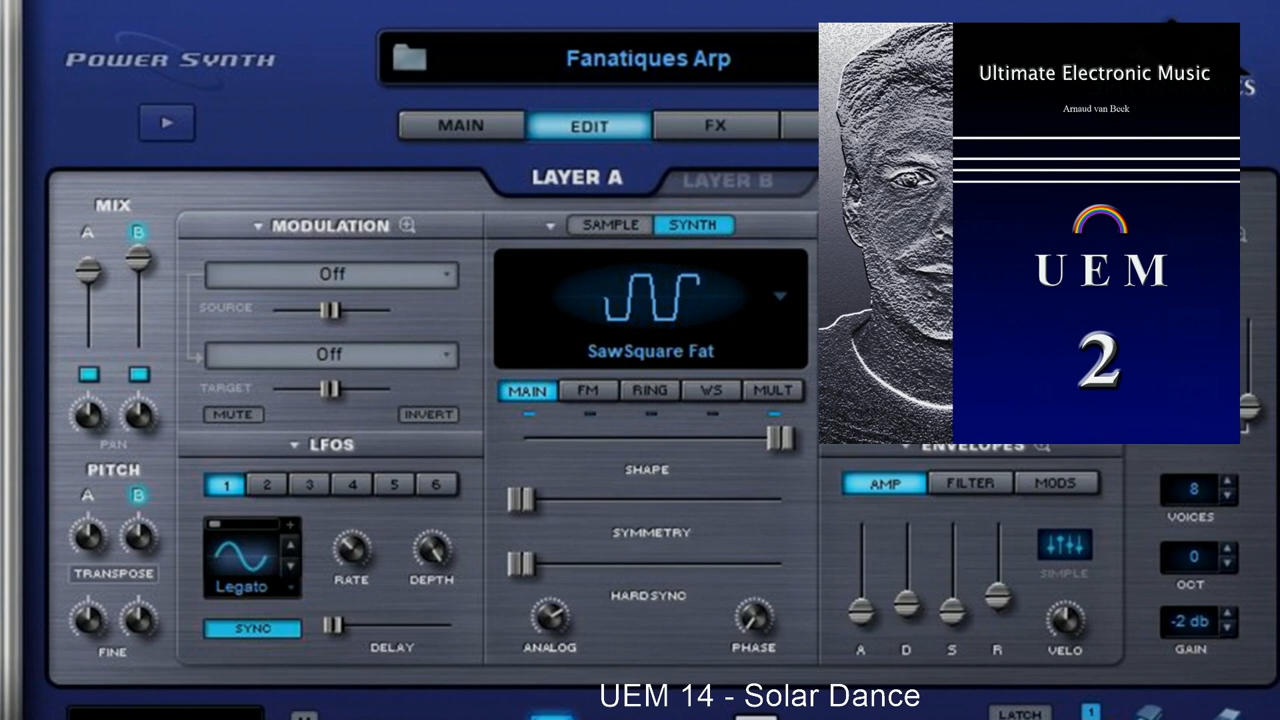 POWER SYNTH
Fanatiques Arp
MAIN EDIT FX
LAYER A LAYER B
MIX
A B
PAN
PITCH
A B
TRANSPOSE
FINE
MODULATION
Off
SOURCE
Off
TARGET
MUTE INVERT
LFOS
1 2 3 4 5 6
Legato
RATE DEPTH
SYNC
DELAY
SAMPLE SYNTH
SawSquare Fat
MAIN FM RING WS MULT
SHAPE
SYMMETRY
HARD SYNC
ANALOG PHASE
Ultimate Electronic Music
Arnaud van Beek
UEM
2
ENVELOPES
AMP FILTER MODS
SIMPLE
A D S R VELO
8
VOICES
0
OCT
-2 db
GAIN
UEM 14 - Solar Dance
LATCH 1